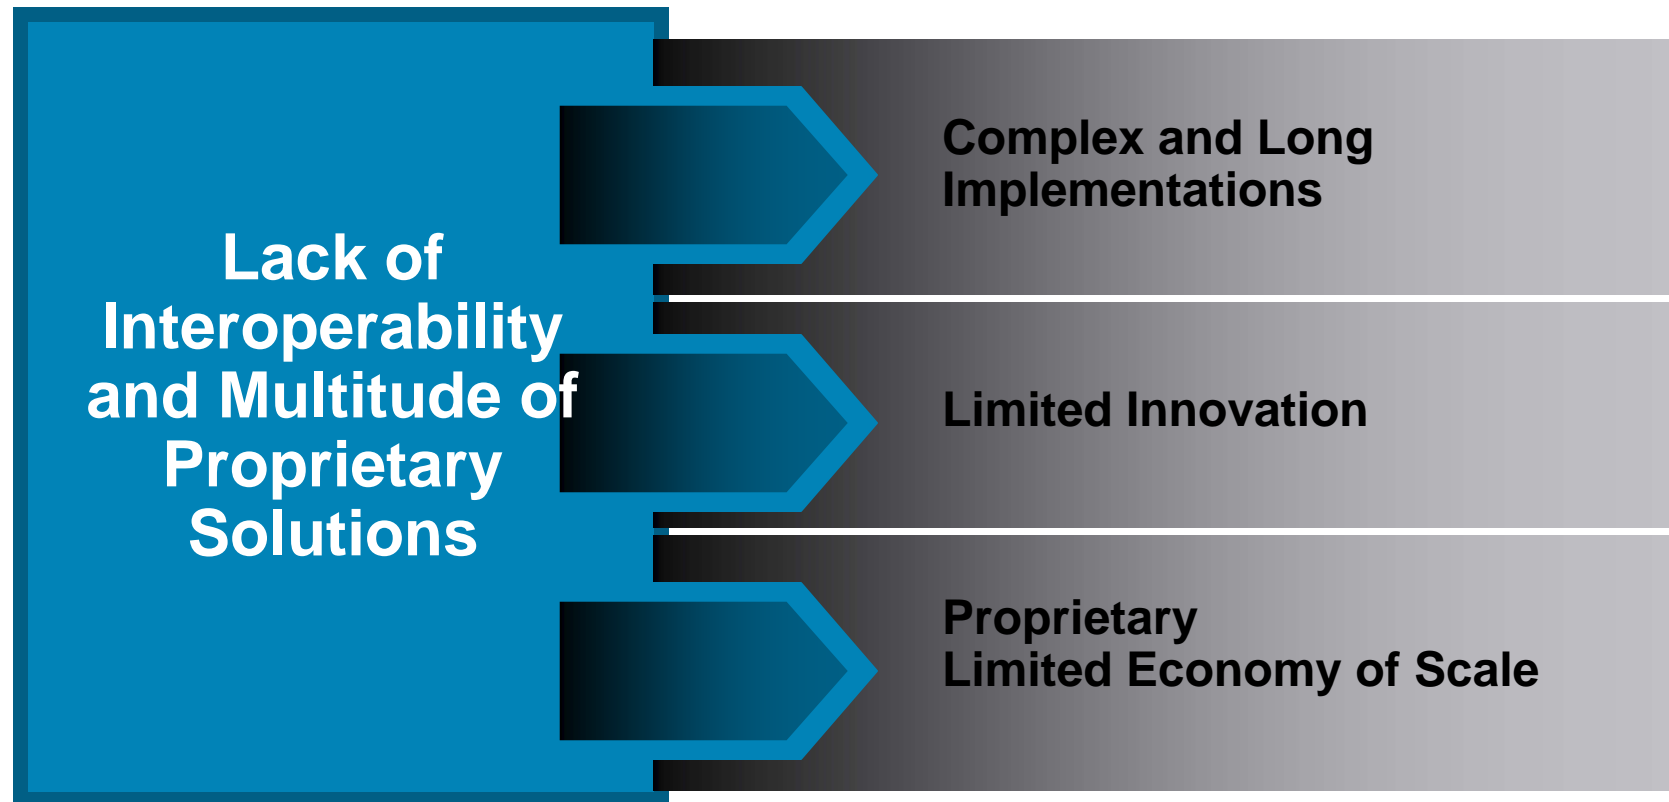 Lack of
Interoperability
and Multitude of
Proprietary
Solutions
Complex and Long
Implementations
Limited Innovation
Proprietary
Limited Economy of Scale